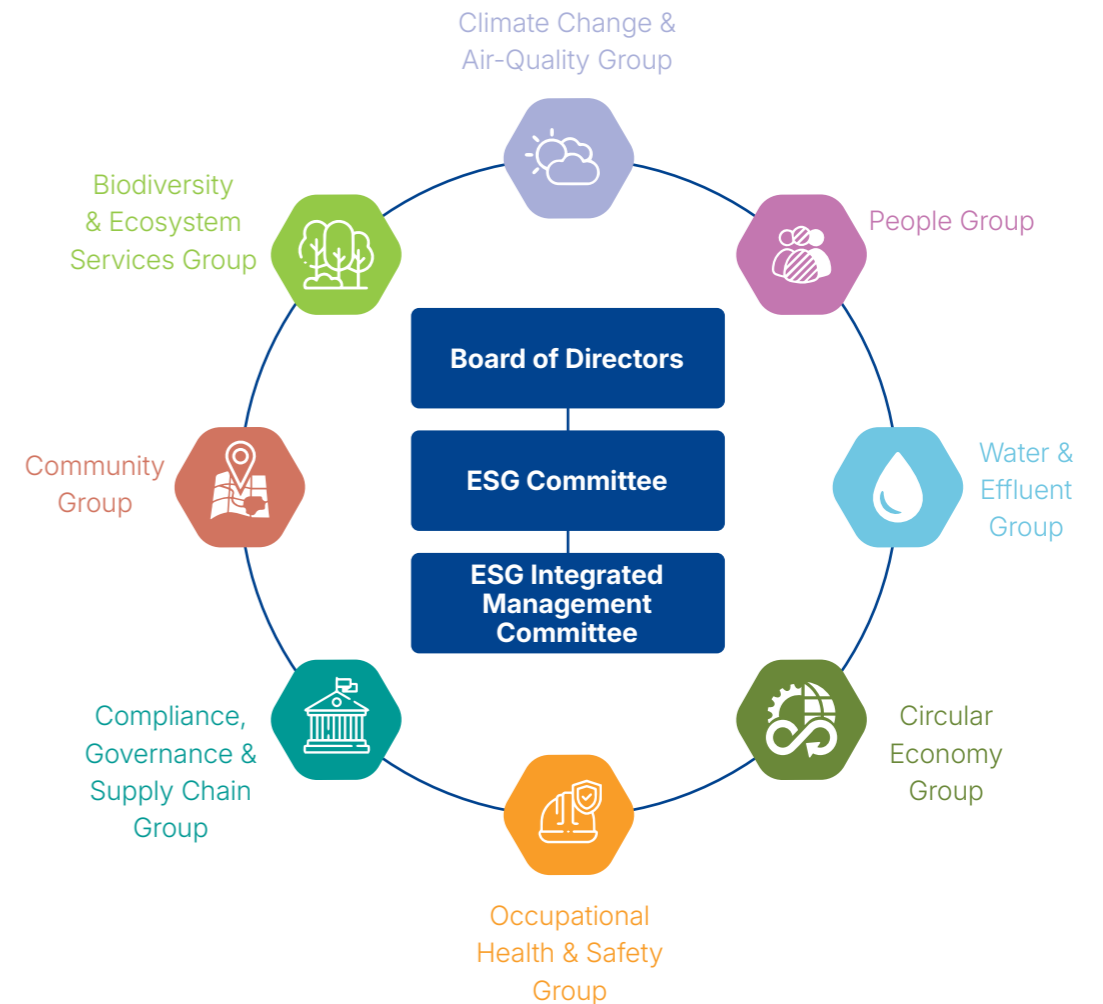 Climate Change &
Air-Quality Group
Biodiversity
& Ecosystem
Services Group
People Group
Board of Directors
ESG Committee
ESG Integrated
Management
Committee
Community
Group
Water &
Effluent
Group
Compliance,
Governance &
Supply Chain
Group
Circular
Economy
Group
Occupational
Health & Safety
Group